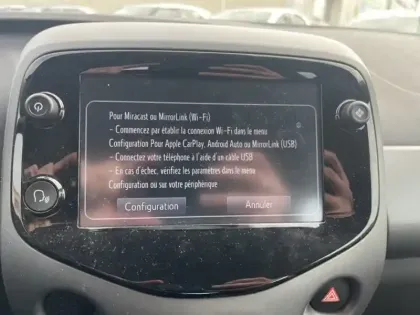 Pour Miracast ou MirrorLink (Wi-Fi)
- Commencez par établir la connexion Wi-Fi dans le menu
Configuration Pour Apple CarPlay, Android Auto ou MirrorLink (USB)
- Connectez votre téléphone à l'aide d'un câble USB
- En cas d'échec, vérifiez les paramètres dans le menu
Configuration ou sur votre périphérique
Configuration Annuler